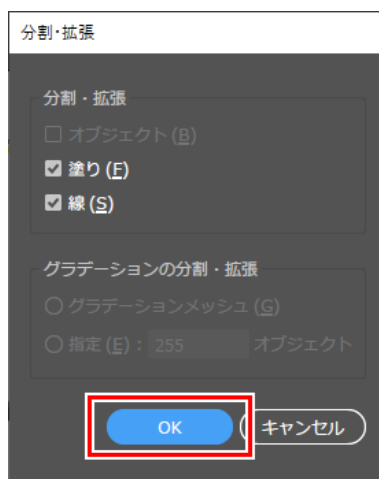 分割・拡張
分割・拡張
オブジェクト(B)
塗り(F)
線(S)
グラデーションの分割・拡張
グラデーションメッシュ(G)
指定(E)：255 オブジェクト
OK キャンセル